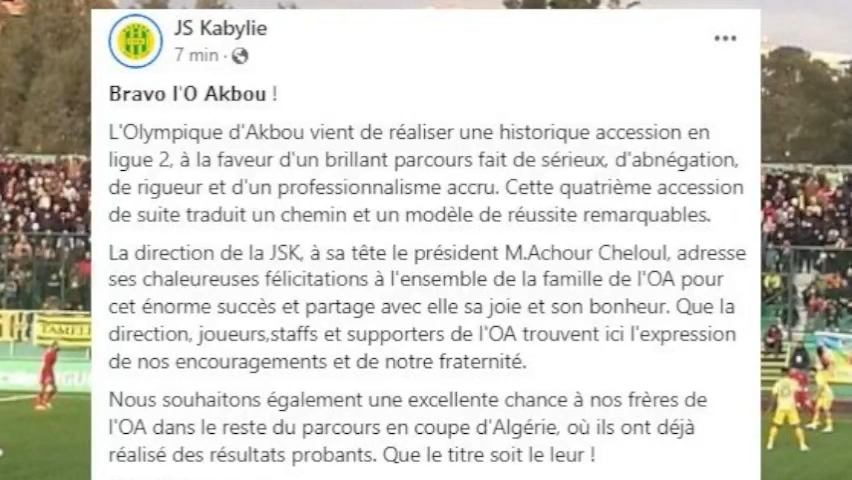 JS Kabylie
7 min
Bravo l'O Akbou !
L'Olympique d'Akbou vient de réaliser une historique accession en
ligue 2, à la faveur d'un brillant parcours fait de sérieux, d'abnégation,
de rigueur et d'un professionnalisme accru. Cette quatrième accession
de suite traduit un chemin et un modèle de réussite remarquables.
La direction de la JSK, à sa tête le président M.Achour Cheloul, adresse
ses chaleureuses félicitations à l'ensemble de la famille de l'OA pour
cet énorme succès et partage avec elle sa joie et son bonheur. Que la
direction, joueurs,staffs et supporters de l'OA trouvent ici l'expression
de nos encouragements et de notre fraternité.
Nous souhaitons également une excellente chance à nos frères de
l'OA dans le reste du parcours en coupe d'Algérie, où ils ont déjà
réalisé des résultats probants. Que le titre soit le leur !